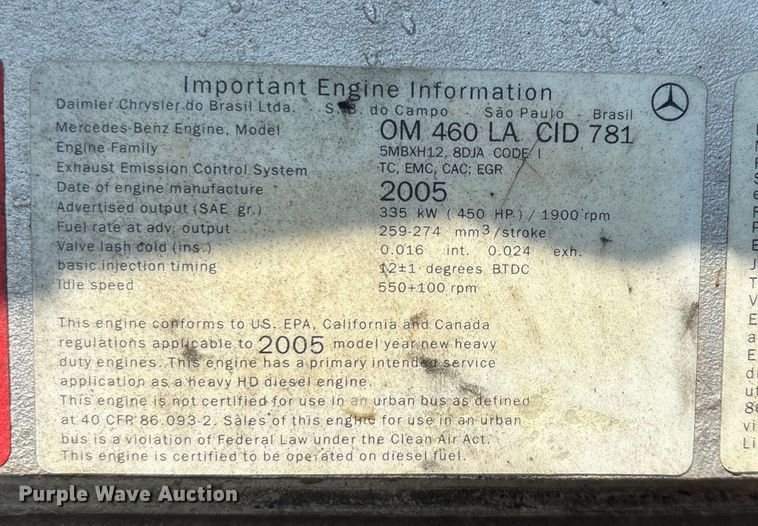 Important Engine Information
Daimler Chrysler do Brasil Ltda. S. B. do Campo - São Paulo - Brasil
Mercedes-Benz Engine, Model OM 460 LA CID 781
Engine Family 5MBXH12, 8DJA CODE I
Exhaust Emission Control System TC, EMC, CAC; EGR
Date of engine manufacture 2005
Advertised output (SAE gr.) 335 kW (450 HP) / 1900 rpm
Fuel rate at adv. output 259-274 mm3/stroke
Valve lash cold (ins.) 0.016 int. 0.024 exh.
basic injection timing 12±1 degrees BTDC
Idle speed 550+100 rpm
This engine conforms to US. EPA, California and Canada
regulations applicable to 2005 model year new heavy
duty engines. This engine has a primary intended service
application as a heavy HD diesel engine.
This engine is not certified for use in an urban bus as defined
at 40 CFR 86.093-2. Sales of this engine for use in an urban
bus is a violation of Federal Law under the Clean Air Act.
This engine is certified to be operated on diesel fuel.
Purple Wave Auction